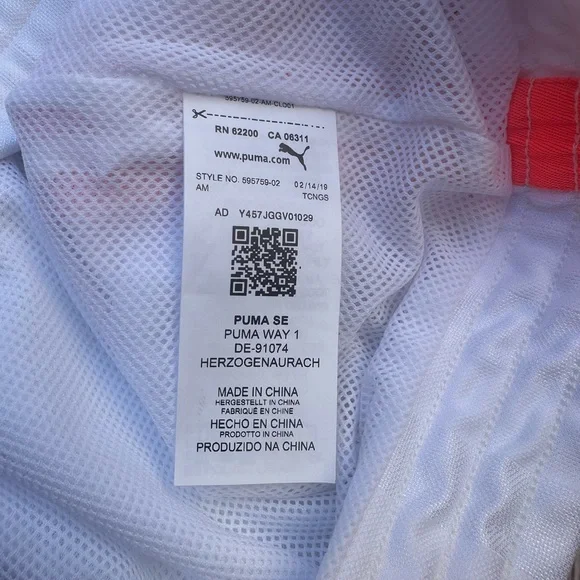 595759-02-AM-CLO01
RN 62200 CA 06311
www.puma.com
STYLE NO. 595759-02 02/14/19
AM TCNGS
AD Y457JGGV01029
PUMA SE
PUMA WAY 1
DE-91074
HERZOGENAURACH
MADE IN CHINA
HERGESTELLT IN CHINA
FABRIQUÉ EN CHINE
HECHO EN CHINA
PRODOTTO IN CHINA
PRODUZIDO NA CHINA